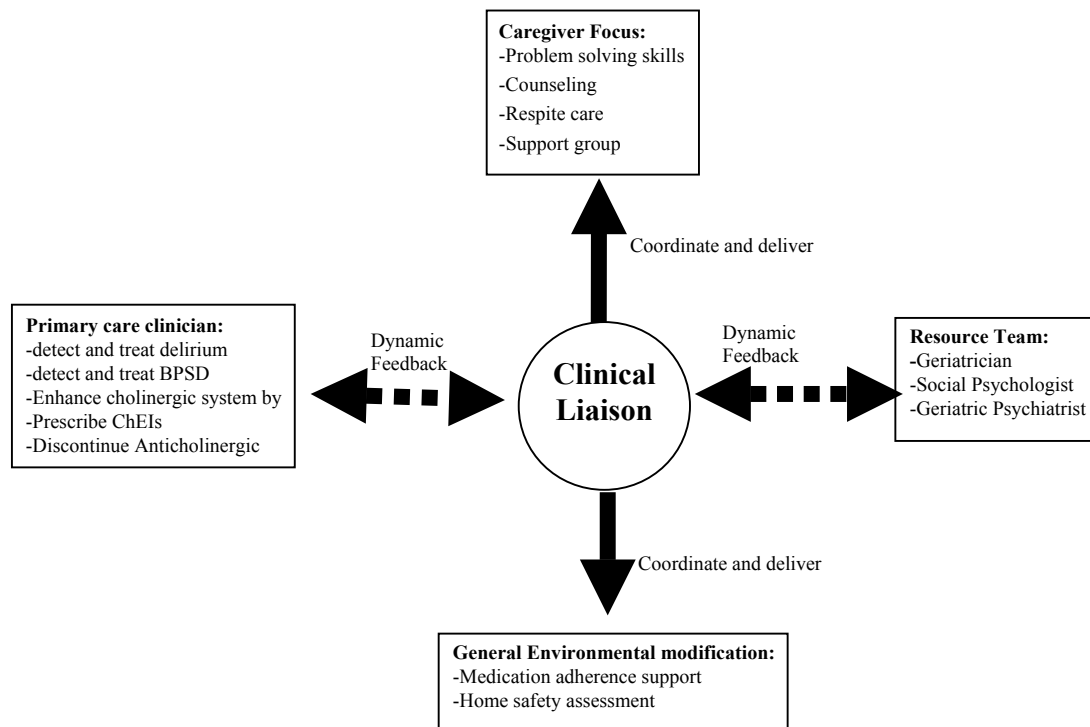 Caregiver Focus:
-Problem solving skills
-Counseling
-Respite care
-Support group
Coordinate and deliver
Primary care clinician:
-detect and treat delirium
-detect and treat BPSD
-Enhance cholinergic system by
-Prescribe ChEIs
-Discontinue Anticholinergic
Dynamic
Feedback
Clinical
Liaison
Dynamic
Feedback
Resource Team:
-Geriatrician
-Social Psychologist
-Geriatric Psychiatrist
Coordinate and deliver
General Environmental modification:
-Medication adherence support
-Home safety assessment